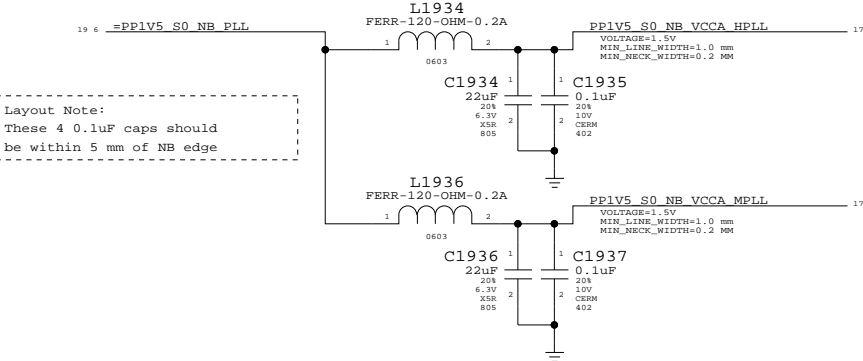 L1934
FERR-120-OHM-0.2A
19 6 =PP1V5_S0_NB_PLL
1 2
0603
PP1V5_S0_NB_VCCA_HPLL 17
VOLTAGE=1.5V
MIN_LINE_WIDTH=1.0 mm
MIN_NECK_WIDTH=0.2 MM
C1934 1
22uF
20%
6.3V
X5R 2
805
1 C1935
0.1uF
20%
10V
2 CERM
402
Layout Note:
These 4 0.1uF caps should
be within 5 mm of NB edge
L1936
FERR-120-OHM-0.2A
1 2
0603
PP1V5_S0_NB_VCCA_MPLL 17
VOLTAGE=1.5V
MIN_LINE_WIDTH=1.0 mm
MIN_NECK_WIDTH=0.2 MM
C1936 1
22uF
20%
6.3V
X5R 2
805
1 C1937
0.1uF
20%
10V
2 CERM
402